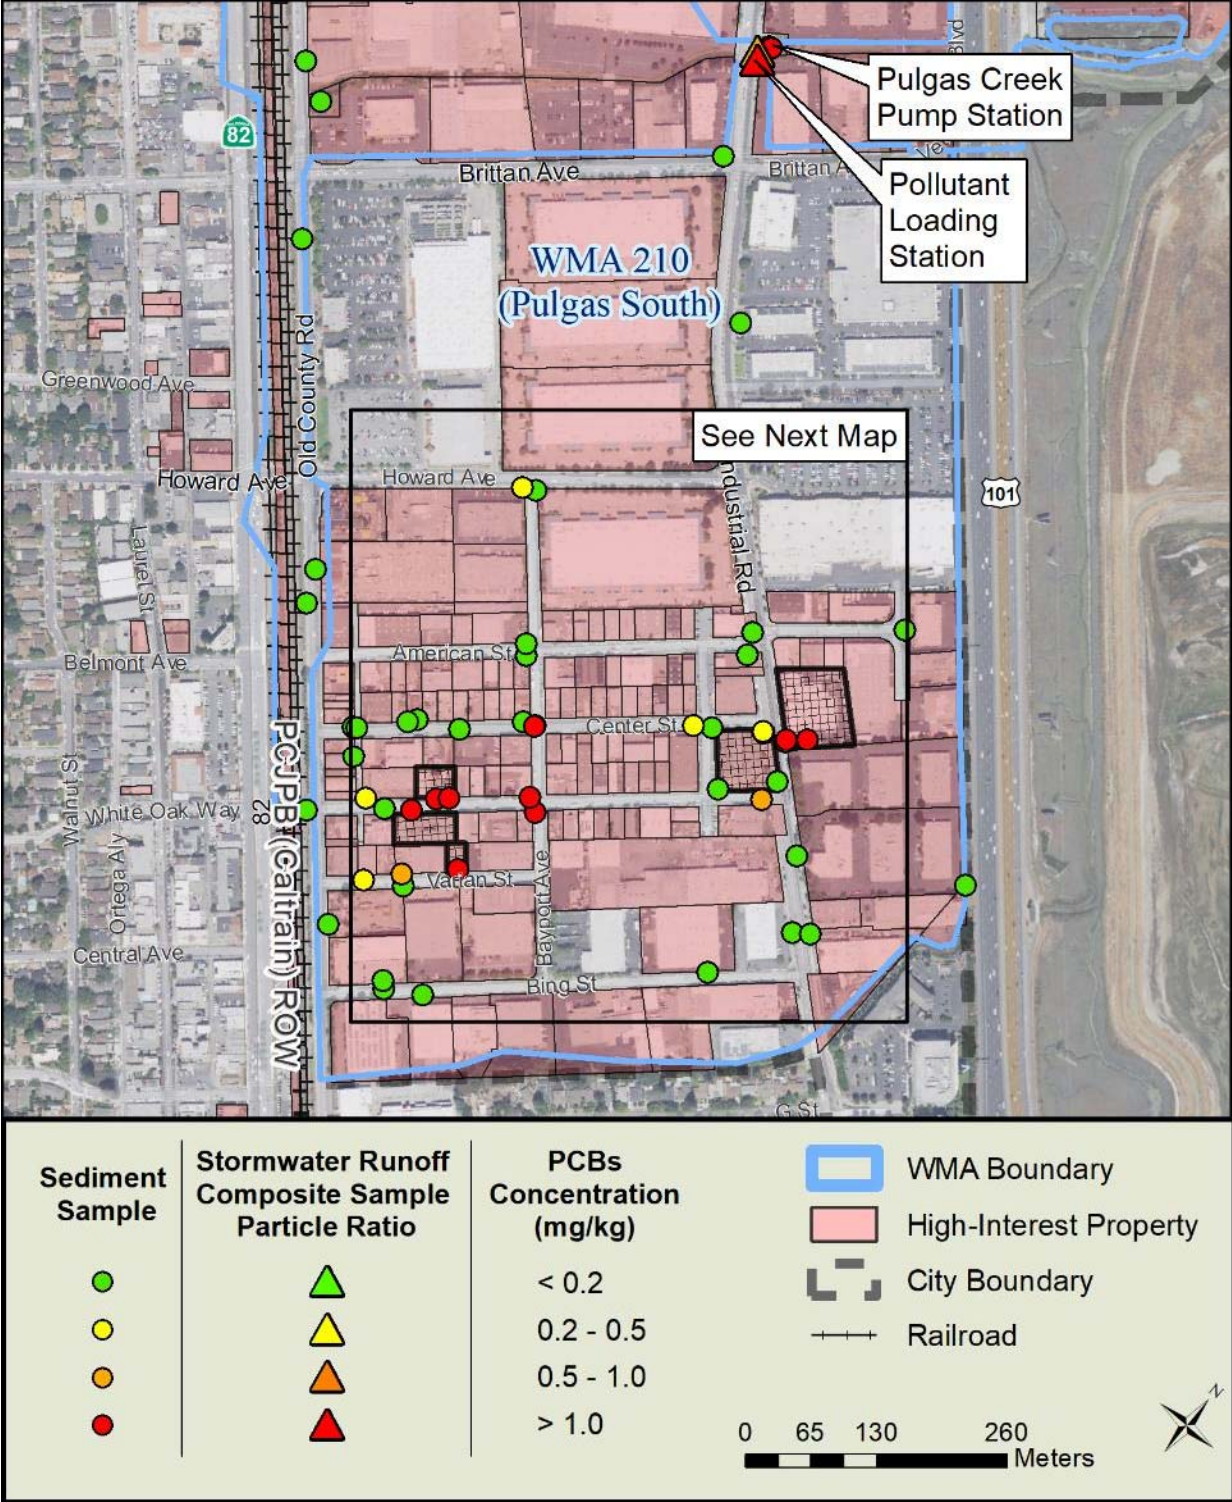 Blvd
Pulgas Creek
Pump Station
82
Brittan Ave
Brittan A
Ve
Pollutant
Loading
Station
WMA 210
(Pulgas South)
Old County Rd
Greenwood Ave
See Next Map
Howard Ave
Howard Ave
ndustrial Rd
101
Laurel St
American St
Belmont Ave
Center St
PCJPB (Caltrain) ROW
Walnut St
White Oak Way
82
Ortega Aly
Varian St
Bayport Ave
Central Ave
Bing St
G St
Sediment
Sample
Stormwater Runoff
Composite Sample
Particle Ratio
PCBs
Concentration
(mg/kg)
< 0.2
0.2 - 0.5
0.5 - 1.0
> 1.0
WMA Boundary
High-Interest Property
City Boundary
Railroad
N
0 65 130 260
Meters